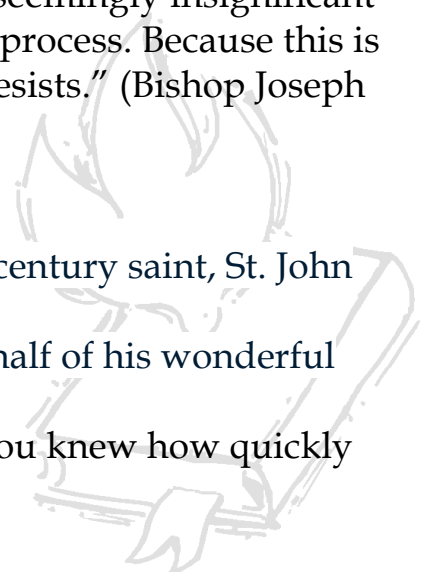 seemingly insignificant
process. Because this is
esists.” (Bishop Joseph
century saint, St. John
half of his wonderful
ou knew how quickly